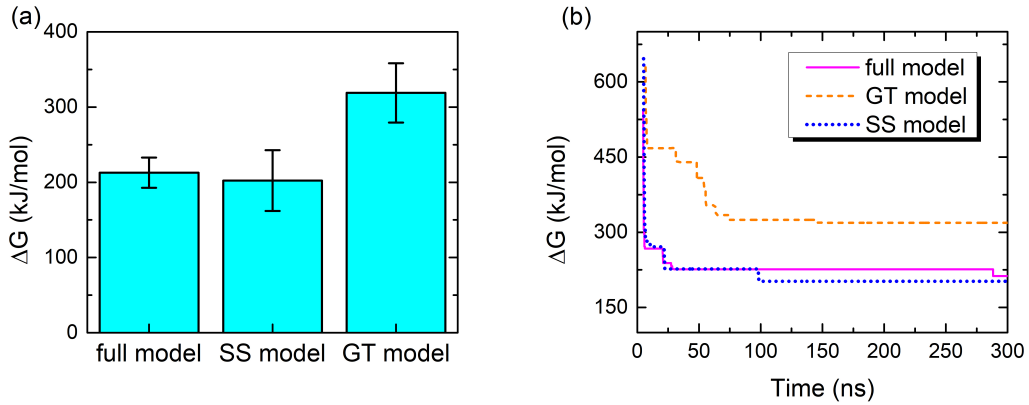 (a)
ΔG (kJ/mol)
400
300
200
100
0
full model
SS model
GT model
(b)
ΔG (kJ/mol)
600
450
300
150
full model
GT model
SS model
0
50
100
150
200
250
300
Time (ns)